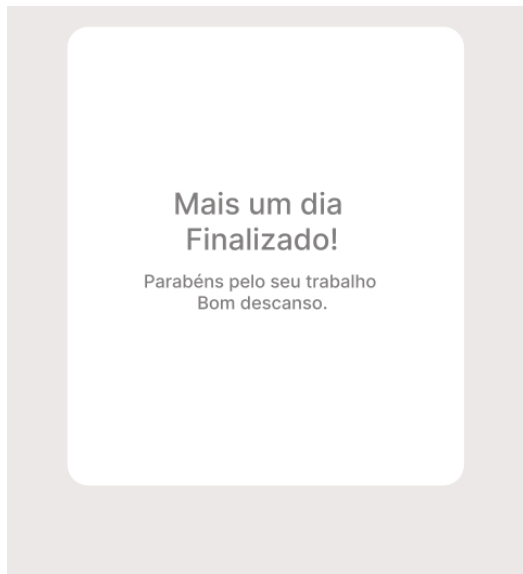 Mais um dia
Finalizado!
Parabéns pelo seu trabalho
Bom descanso.